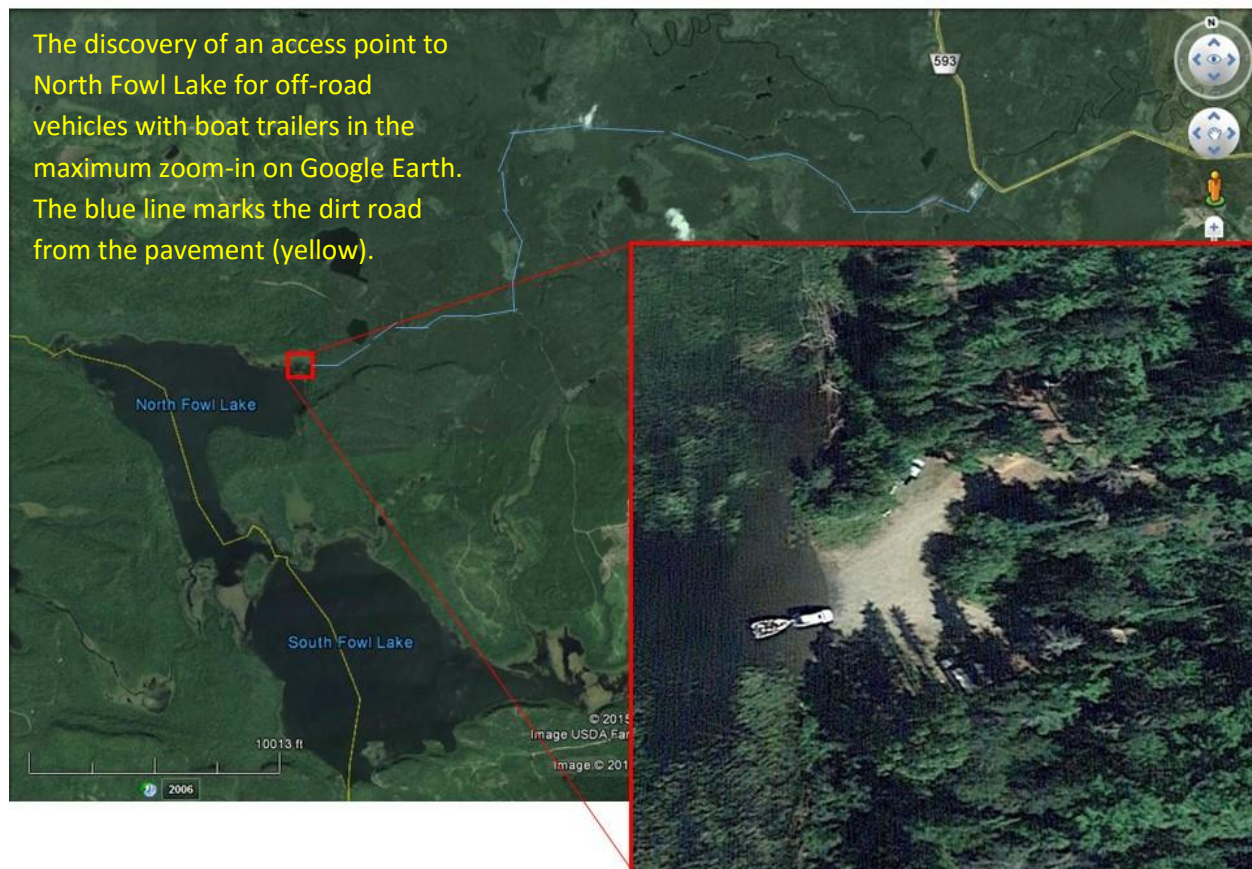 The discovery of an access point to
North Fowl Lake for off-road
vehicles with boat trailers in the
maximum zoom-in on Google Earth.
The blue line marks the dirt road
from the pavement (yellow).
N
593
North Fowl Lake
South Fowl Lake
© 2015
Image USDA Far
10013 ft
Image © 201
2006